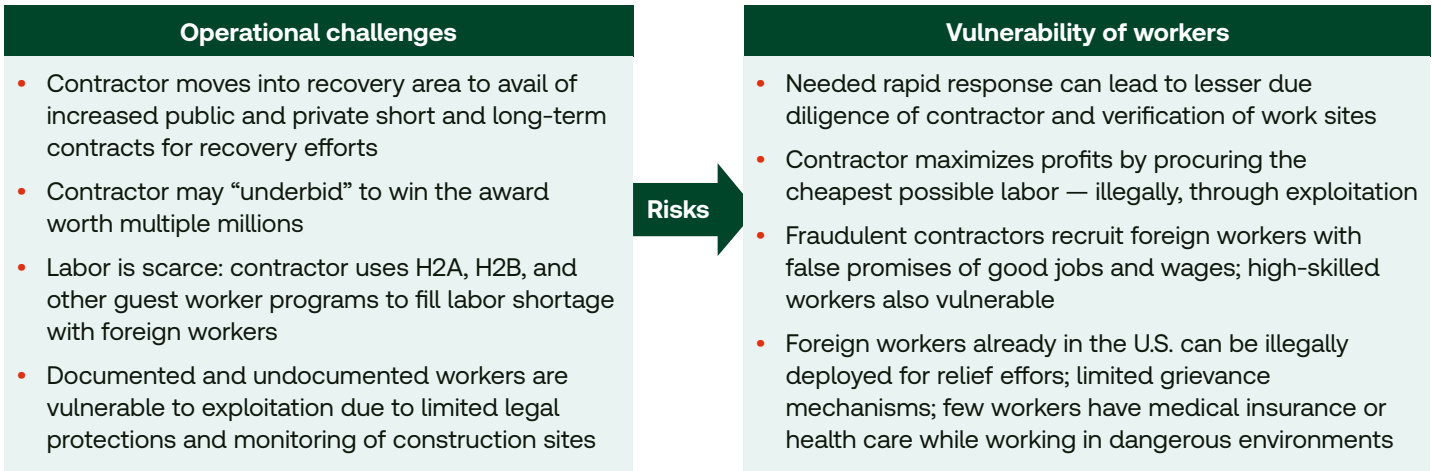 Operational challenges
• Contractor moves into recovery area to avail of
increased public and private short and long-term
contracts for recovery efforts
• Contractor may “underbid” to win the award
worth multiple millions
• Labor is scarce: contractor uses H2A, H2B, and
other guest worker programs to fill labor shortage
with foreign workers
• Documented and undocumented workers are
vulnerable to exploitation due to limited legal
protections and monitoring of construction sites
Risks
Vulnerability of workers
• Needed rapid response can lead to lesser due
diligence of contractor and verification of work sites
• Contractor maximizes profits by procuring the
cheapest possible labor — illegally, through exploitation
• Fraudulent contractors recruit foreign workers with
false promises of good jobs and wages; high-skilled
workers also vulnerable
• Foreign workers already in the U.S. can be illegally
deployed for relief effors; limited grievance
mechanisms; few workers have medical insurance or
health care while working in dangerous environments